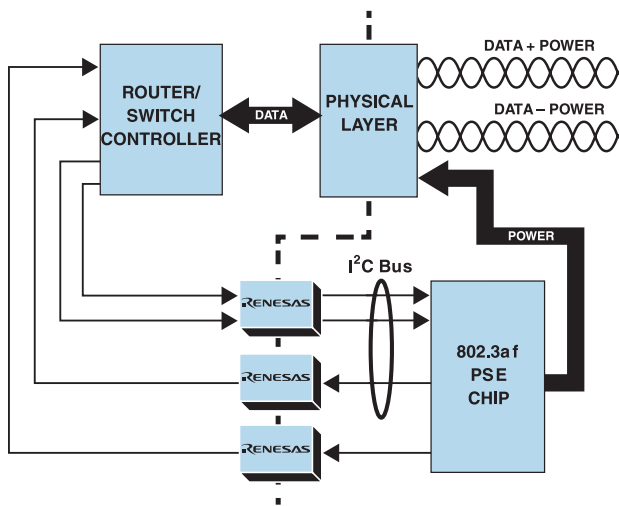 ROUTER/
SWITCH
CONTROLLER
DATA
PHYSICAL
LAYER
DATA + POWER
DATA – POWER
POWER
I²C Bus
RENESAS
RENESAS
RENESAS
802.3af
PSE
CHIP